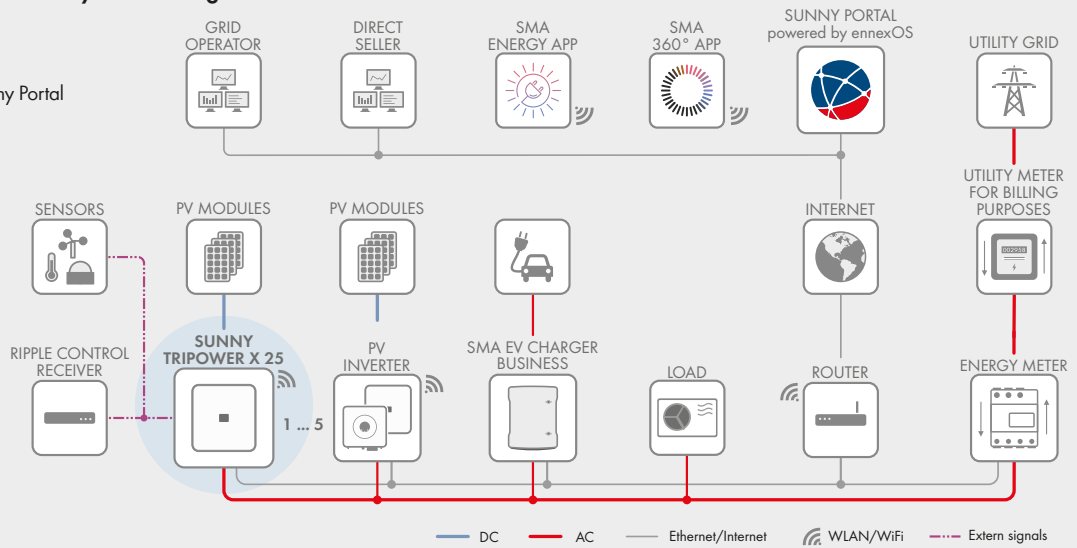 GRID
OPERATOR
DIRECT
SELLER
SMA
ENERGY APP
SMA
360° APP
SUNNY PORTAL
powered by ennexOS
UTILITY GRID
ny Portal
SENSORS
PV MODULES
PV MODULES
INTERNET
UTILITY METER
FOR BILLING
PURPOSES
RIPPLE CONTROL
RECEIVER
SUNNY
TRIPOWER X 25
1 ... 5
PV
INVERTER
SMA EV CHARGER
BUSINESS
LOAD
ROUTER
ENERGY METER
DC
AC
Ethernet/Internet
WLAN/WiFi
Extern signals